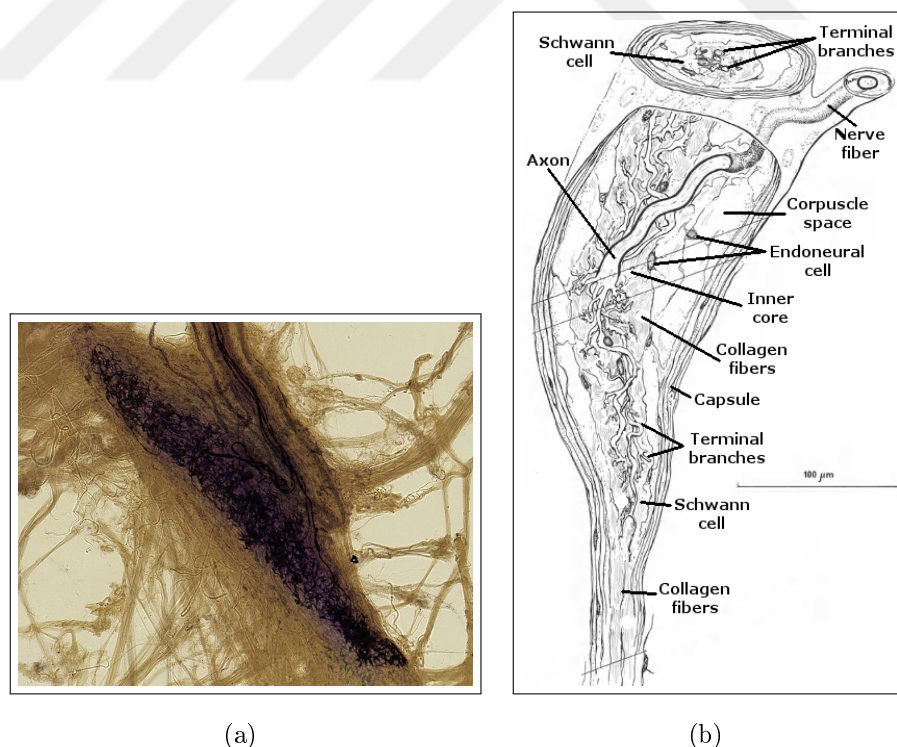 Schwann
cell
Terminal
branches
Nerve
fiber
Axon
Corpuscle
space
Endoneural
cell
Inner
core
Collagen
fibers
Capsule
Terminal
branches
100 µm
Schwann
cell
Collagen
fibers
(a)
(b)